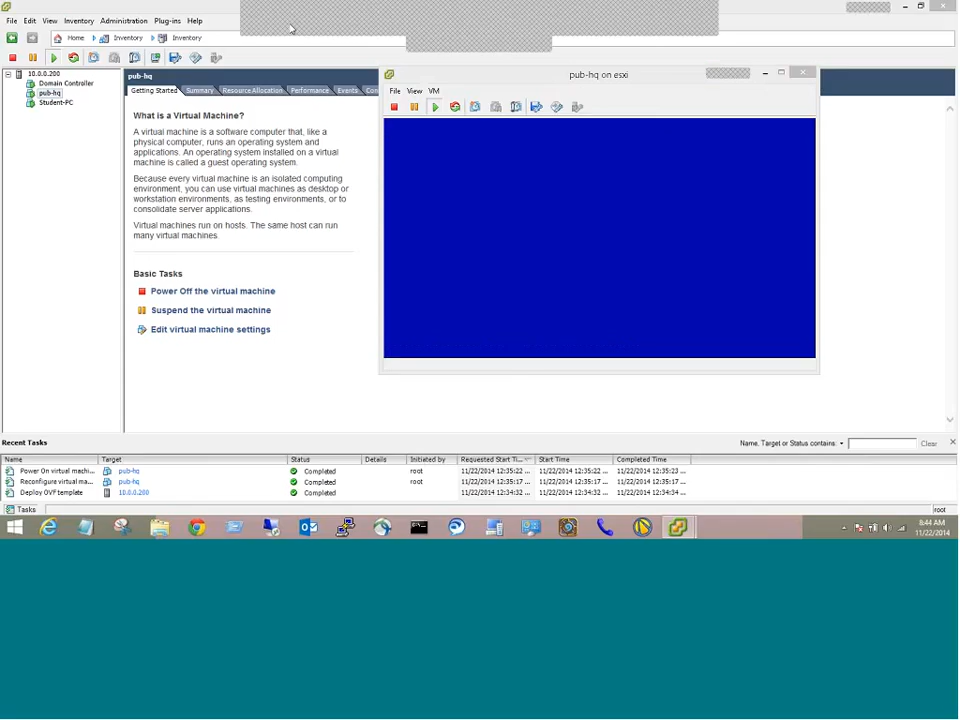 File Edit View Inventory Administration Plug-ins Help
Home Inventory Inventory
10.0.0.200
Domain Controller
pub-hq
Student-PC
pub-hq
Getting Started Summary Resource Allocation Performance Events Con
What is a Virtual Machine?
A virtual machine is a software computer that, like a
physical computer, runs an operating system and
applications. An operating system installed on a virtual
machine is called a guest operating system.
Because every virtual machine is an isolated computing
environment, you can use virtual machines as desktop or
workstation environments, as testing environments, or to
consolidate server applications.
Virtual machines run on hosts. The same host can run
many virtual machines.
Basic Tasks
Power Off the virtual machine
Suspend the virtual machine
Edit virtual machine settings
pub-hq on esxi
File View VM
Recent Tasks
Name, Target or Status contains: Clear
Name Target Status Details Initiated by Requested Start Ti... Start Time Completed Time
Power On virtual machi... pub-hq Completed root 11/22/2014 12:35:22 ... 11/22/2014 12:35:22 ... 11/22/2014 12:35:23 ...
Reconfigure virtual ma... pub-hq Completed root 11/22/2014 12:35:17 ... 11/22/2014 12:35:17 ... 11/22/2014 12:35:17 ...
Deploy OVF template 10.0.0.200 Completed root 11/22/2014 12:34:32 ... 11/22/2014 12:34:32 ... 11/22/2014 12:34:34 ...
Tasks root
8:44 AM
11/22/2014